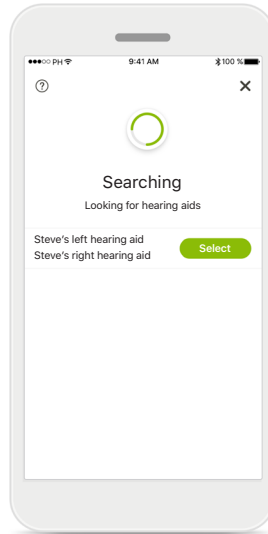 PH 9:41 AM 100 %
?
Searching
Looking for hearing aids
Steve's left hearing aid
Steve's right hearing aid
Select